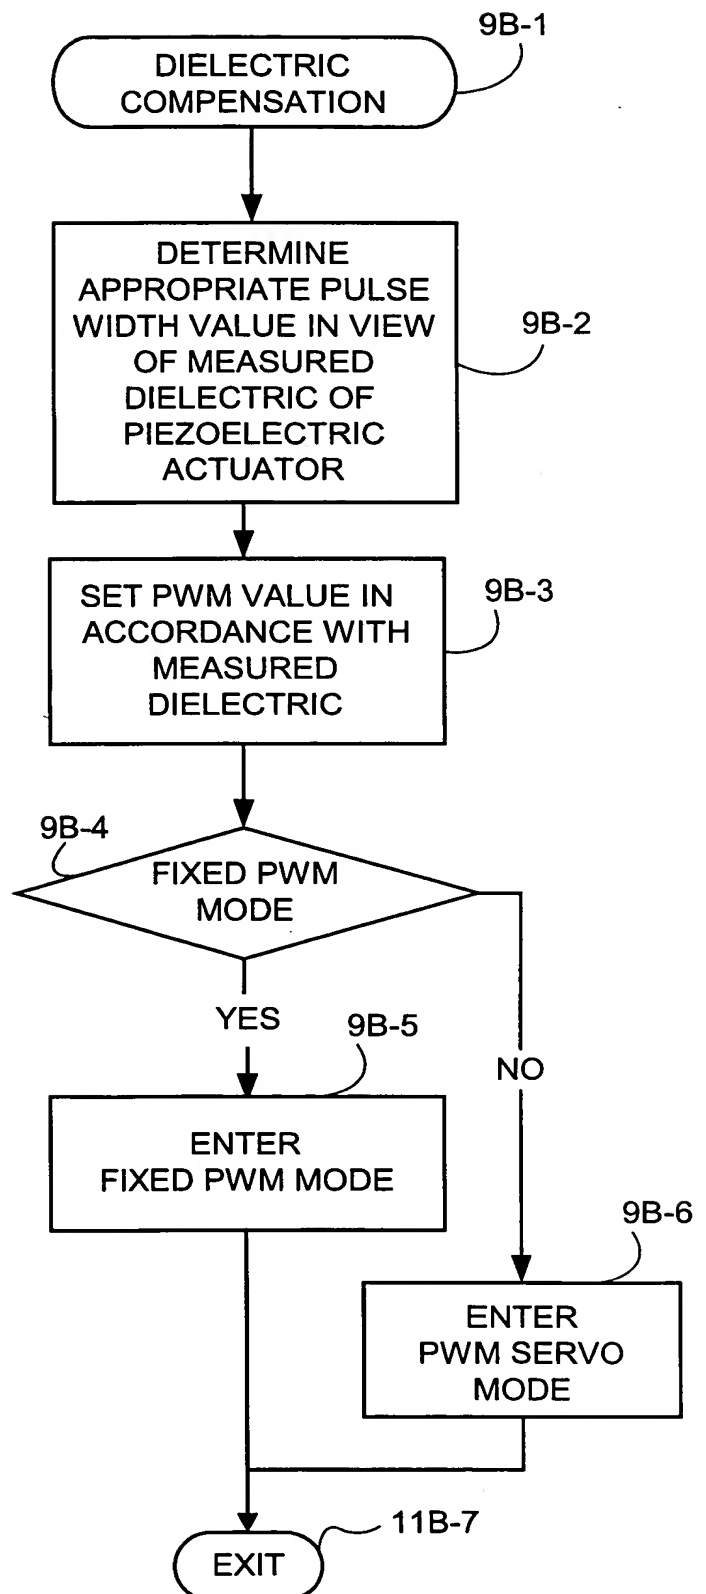 9B-1
DIELECTRIC
COMPENSATION
DETERMINE
APPROPRIATE PULSE
WIDTH VALUE IN VIEW
OF MEASURED
DIELECTRIC OF
PIEZOELECTRIC
ACTUATOR
9B-2
SET PWM VALUE IN
ACCORDANCE WITH
MEASURED
DIELECTRIC
9B-3
9B-4
FIXED PWM
MODE
YES
NO
9B-5
ENTER
FIXED PWM MODE
9B-6
ENTER
PWM SERVO
MODE
11B-7
EXIT